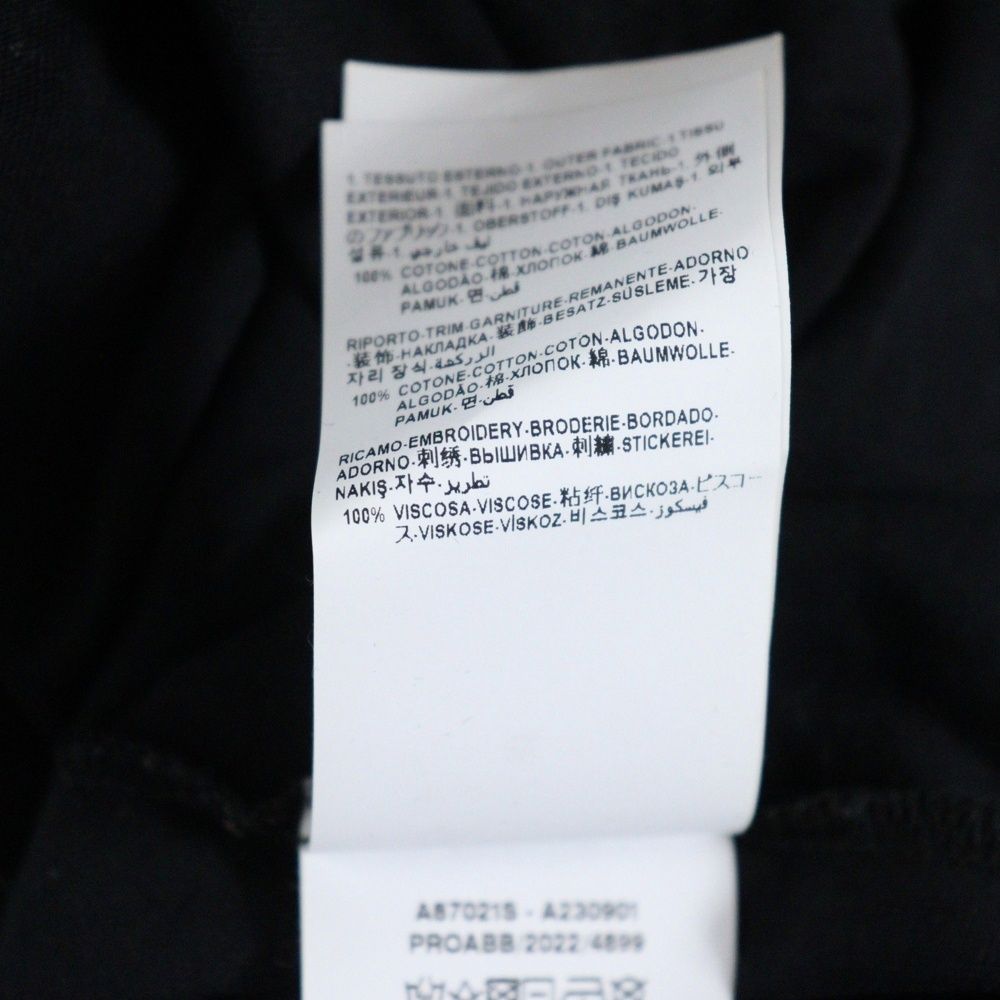 1. TESSUTO ESTERNO-1. OUTER FABRIC-1. TISSU
EXTERIEUR-1. TEJIDO EXTERNO-1. TECIDO
EXTERIOR-1. 面料-1. НАРУЖНАЯ ТКАНЬ-1. 外側
のファブリック-1. OBERSTOFF-1. DIŞ KUMAŞ-1. 외부
섬유-1. ليف خارجي
100% COTONE-COTTON-COTON-ALGODON-
ALGODÃO-棉-ХЛОПОК-綿-BAUMWOLLE-
PAMUK-면-قطن
RIPORTO-TRIM-GARNITURE-REMANENTE-ADORNO
-装饰-НАКЛАДКА-装飾-BESATZ-SÜSLEME-가장
자리 장식-الزركشة
100% COTONE-COTTON-COTON-ALGODON-
ALGODÃO-棉-ХЛОПОК-綿-BAUMWOLLE-
PAMUK-면-قطن
RICAMO-EMBROIDERY-BRODERIE-BORDADO-
ADORNO-刺绣-ВЫШИВКА-刺繍-STICKEREI-
NAKIŞ-자수-تطريز
100% VISCOSA-VISCOSE-粘纤-ВИСКОЗА-ビスコー
ス-VISKOSE-VİSKOZ-비스코스-فيسكوز
A87021S - A230901
PROABB/2022/4899